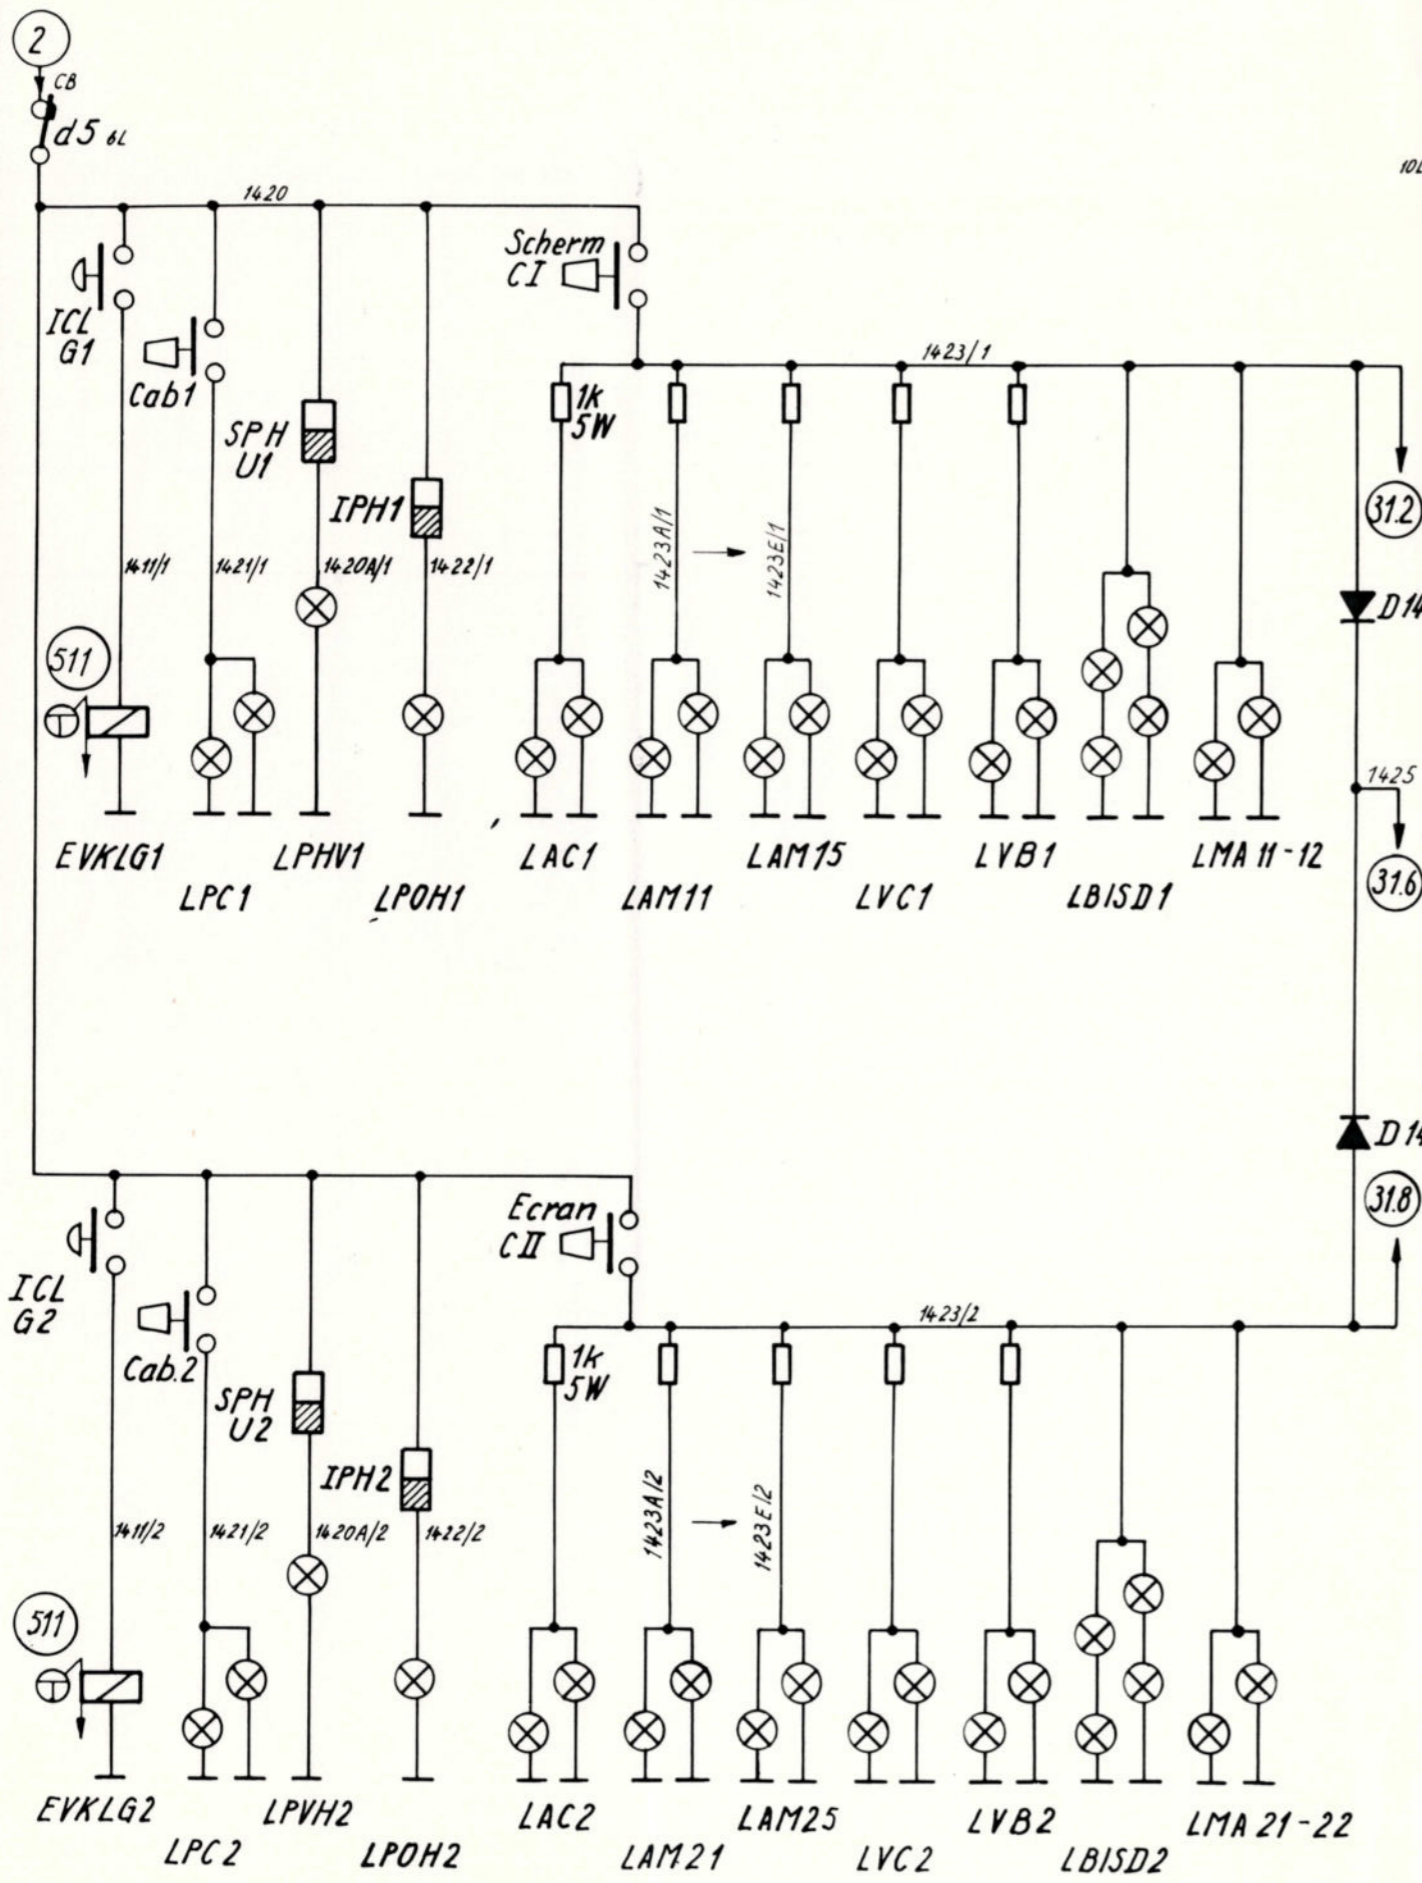 2
CB
d5 6L
10L
1420
Scherm
CI
ICL
G1
Cab1
1423/1
1k
5W
SPH
U1
IPH1
31.2
1411/1
1421/1
1420A/1
1422/1
1423A/1
1423E/1
D14
511
1425
EVKLG1
LPHV1
LAC1
LAM15
LVB1
LMA 11-12
31.6
LPC1
LPOH1
LAM11
LVC1
LBISD1
D14
31.8
Ecran
CII
ICL
G2
Cab.2
1423/2
1k
5W
SPH
U2
IPH2
1411/2
1421/2
1420A/2
1422/2
1423A/2
1423E/2
511
EVKLG2
LPVH2
LAC2
LAM25
LVB2
LMA 21-22
LPC2
LPOH2
LAM21
LVC2
LBISD2